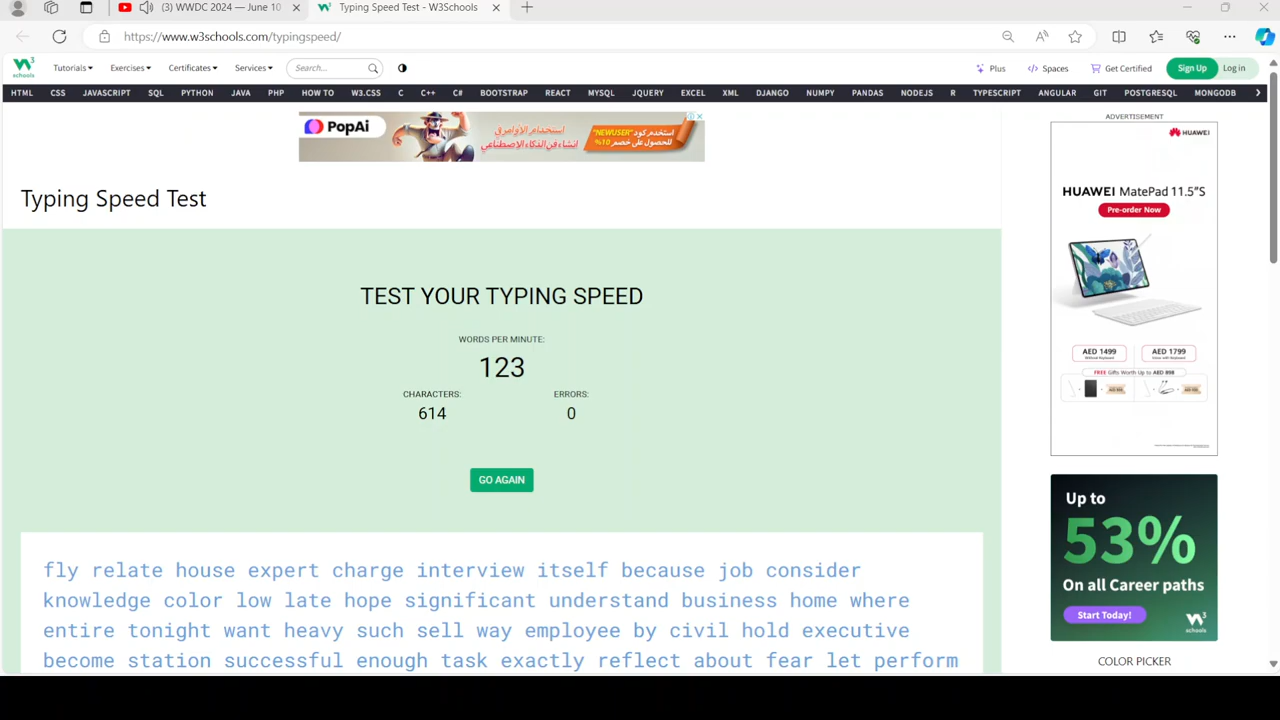 (3) WWDC 2024 — June 10
Typing Speed Test - W3Schools
https://www.w3schools.com/typingspeed/
W3 schools
Tutorials
Exercises
Certificates
Services
Search...
Plus
Spaces
Get Certified
Sign Up
Log in
HTML CSS JAVASCRIPT SQL PYTHON JAVA PHP HOW TO W3.CSS C C++ C# BOOTSTRAP REACT MYSQL JQUERY EXCEL XML DJANGO NUMPY PANDAS NODEJS R TYPESCRIPT ANGULAR GIT POSTGRESQL MONGODB
PopAi
استخدام الأوامر في
إنشاء في الذكاء الاصطناعي
استخدم كود "NEWUSER"
للحصول على خصم 10%
Typing Speed Test
TEST YOUR TYPING SPEED
WORDS PER MINUTE:
123
CHARACTERS: ERRORS:
614 0
GO AGAIN
fly relate house expert charge interview itself because job consider
knowledge color low late hope significant understand business home where
entire tonight want heavy such sell way employee by civil hold executive
become station successful enough task exactly reflect about fear let perform
ADVERTISEMENT
HUAWEI
HUAWEI MatePad 11.5"S
Pre-order Now
AED 1499 AED 1799
FREE Gifts Worth Up to AED 898
Up to
53%
On all Career paths
Start Today!
W3 schools
COLOR PICKER